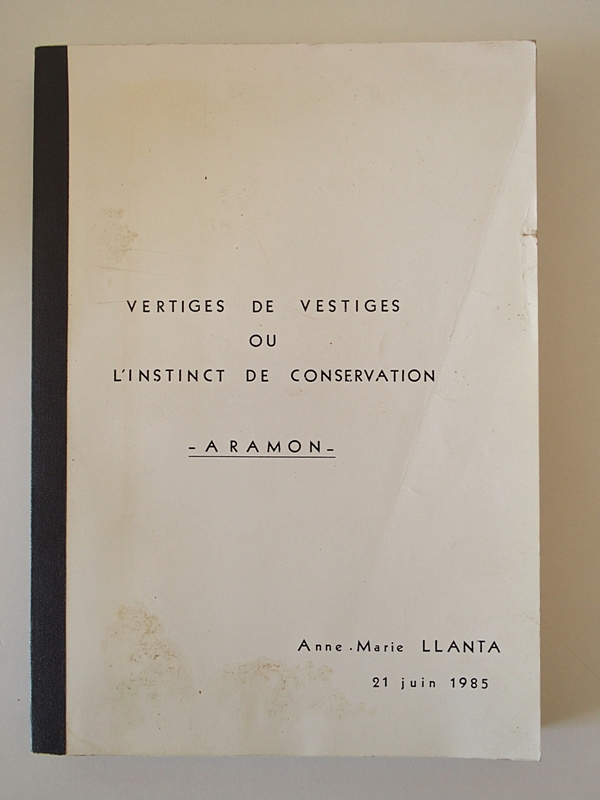 VERTIGES DE VESTIGES
OU
L'INSTINCT DE CONSERVATION
-ARAMON-
Anne.Marie LLANTA
21 juin 1985